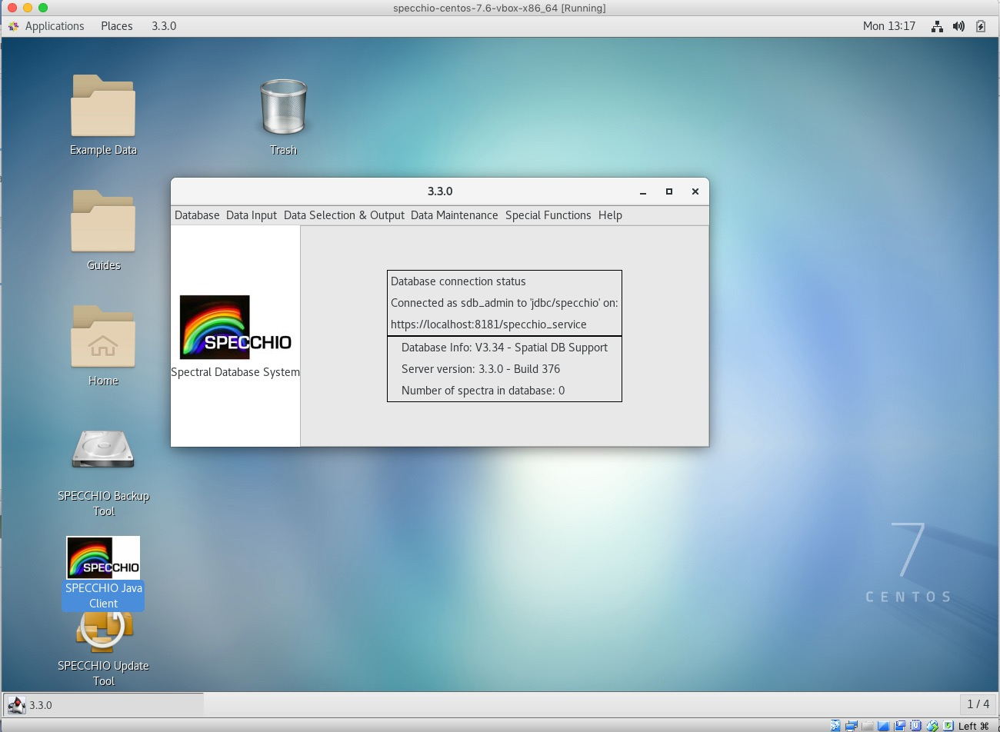 specchio-centos-7.6-vbox-x86_64 [Running]
Applications Places 3.3.0 Mon 13:17
Example Data
Trash
Guides
Home
SPECCHIO Backup
Tool
SPECCHIO
SPECCHIO Java
Client
SPECCHIO Update
Tool
3.3.0
Database Data Input Data Selection & Output Data Maintenance Special Functions Help
SPECCHIO
Spectral Database System
Database connection status
Connected as sdb_admin to 'jdbc/specchio' on:
https://localhost:8181/specchio_service
Database Info: V3.34 - Spatial DB Support
Server version: 3.3.0 - Build 376
Number of spectra in database: 0
7
CENTOS
3.3.0
1 / 4
Left ⌘